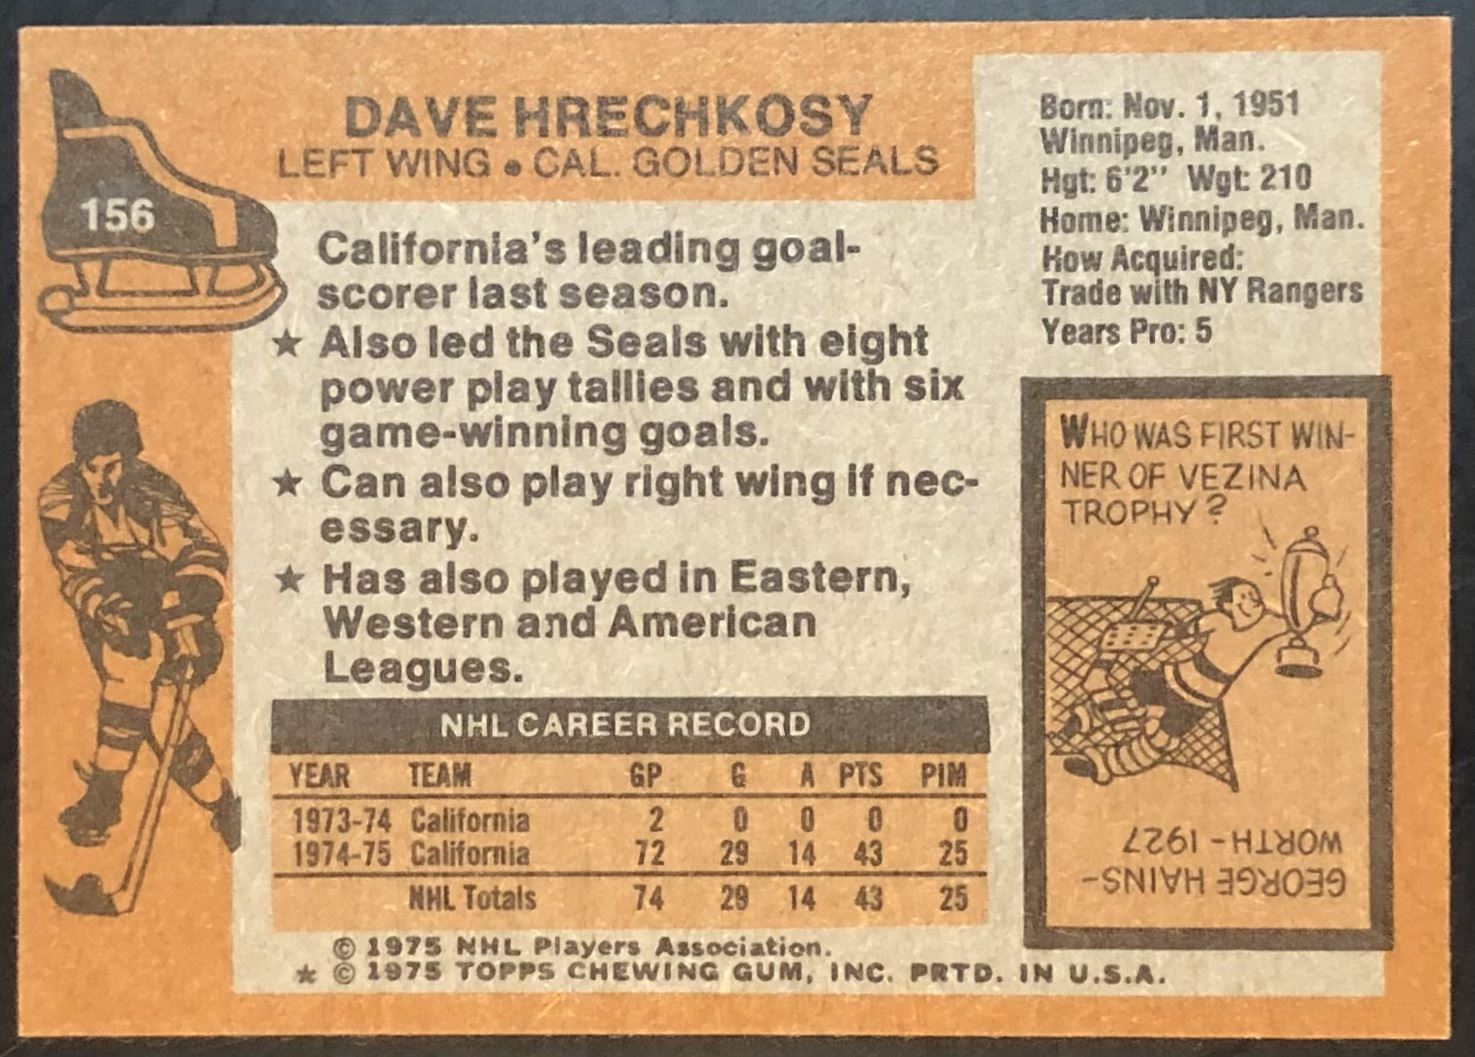 156
DAVE HRECHKOSY
LEFT WING • CAL. GOLDEN SEALS
California's leading goal-
scorer last season.
★ Also led the Seals with eight
power play tallies and with six
game-winning goals.
★ Can also play right wing if nec-
essary.
★ Has also played in Eastern,
Western and American
Leagues.
NHL CAREER RECORD
YEAR TEAM GP G A PTS PIM
1973-74 California 2 0 0 0 0
1974-75 California 72 29 14 43 25
NHL Totals 74 29 14 43 25
© 1975 NHL Players Association.
★ © 1975 TOPPS CHEWING GUM, INC. PRTD. IN U.S.A.
Born: Nov. 1, 1951
Winnipeg, Man.
Hgt: 6'2" Wgt: 210
Home: Winnipeg, Man.
How Acquired:
Trade with NY Rangers
Years Pro: 5
WHO WAS FIRST WIN-
NER OF VEZINA
TROPHY?
GEORGE HAINS-
WORTH - 1927